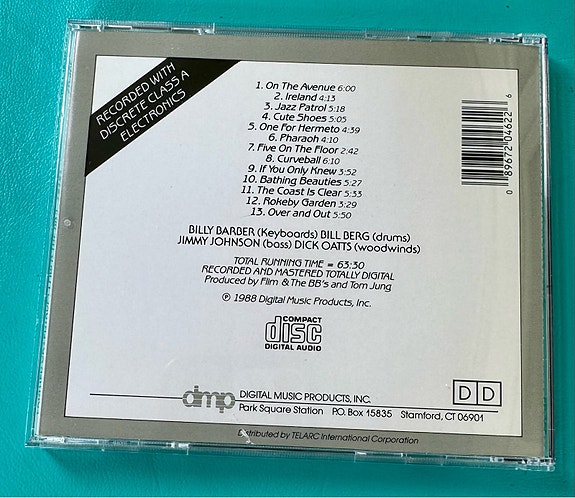 RECORDED WITH
DISCRETE CLASS A
ELECTRONICS
1. On The Avenue 6:00
2. Ireland 4:13
3. Jazz Patrol 5:18
4. Cute Shoes 5:05
5. One For Hermeto 4:39
6. Pharaoh 4:10
7. Five On The Floor 2:42
8. Curveball 6:10
9. If You Only Knew 3:52
10. Bathing Beauties 5:27
11. The Coast Is Clear 5:33
12. Rokeby Garden 3:29
13. Over and Out 5:50
BILLY BARBER (Keyboards) BILL BERG (drums)
JIMMY JOHNSON (bass) DICK OATTS (woodwinds)
TOTAL RUNNING TIME = 63:30
RECORDED AND MASTERED TOTALLY DIGITAL
Produced by Flim & The BB's and Tom Jung
℗ 1988 Digital Music Products, Inc.
COMPACT
disc
DIGITAL AUDIO
0 89672 04622 6
dmp DIGITAL MUSIC PRODUCTS, INC.
Park Square Station P.O. Box 15835 Stamford, CT 06901
DD
Distributed by TELARC International Corporation